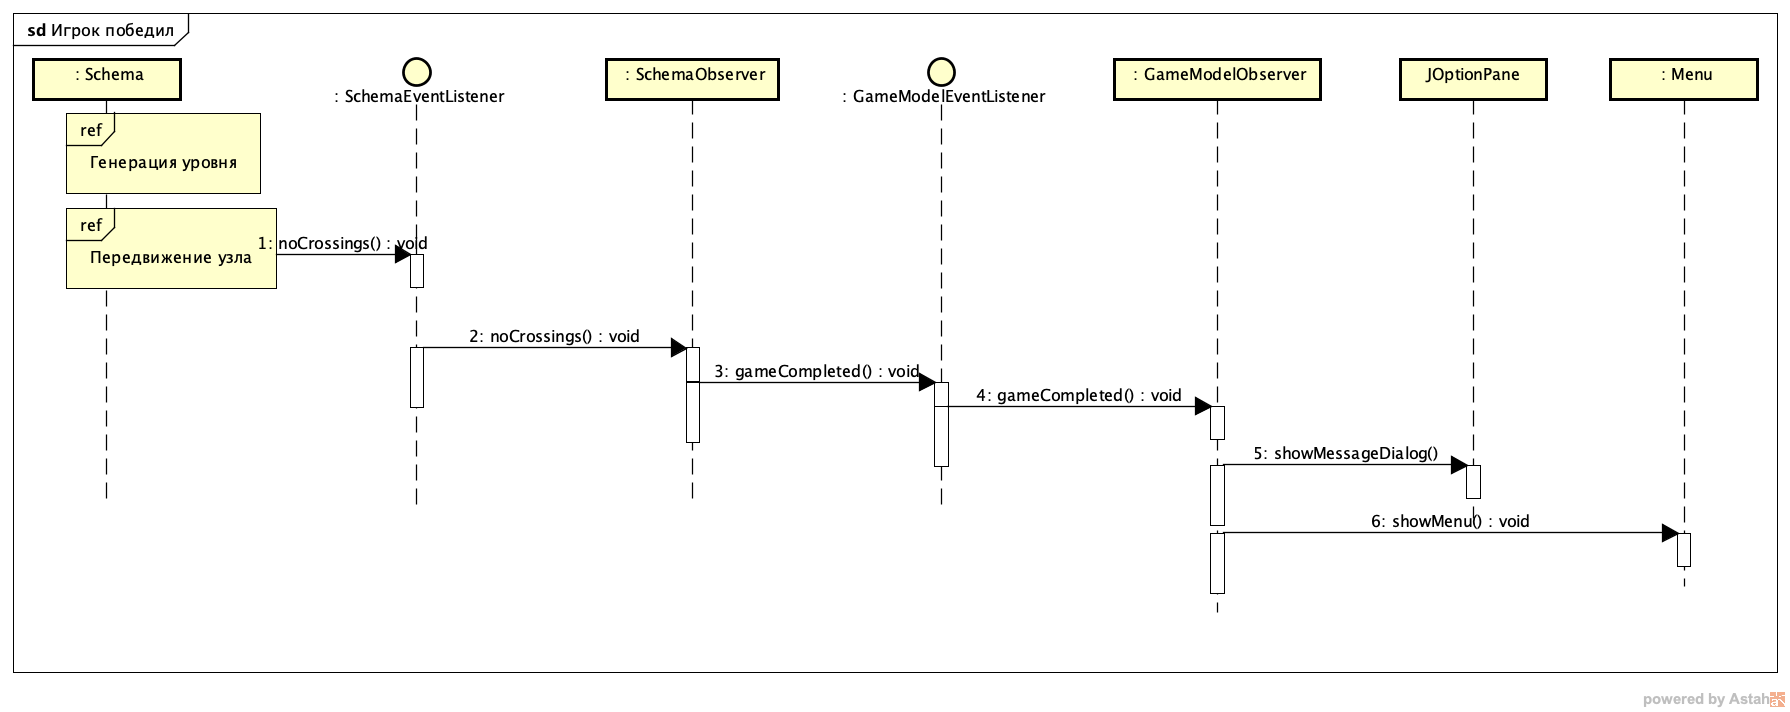 sd Игрок победил
: Schema
: SchemaEventListener
: SchemaObserver
: GameModelEventListener
: GameModelObserver
JOptionPane
: Menu
ref
Генерация уровня
ref
Передвижение узла
1: noCrossings() : void
2: noCrossings() : void
3: gameCompleted() : void
4: gameCompleted() : void
5: showMessageDialog()
6: showMenu() : void
powered by Astah